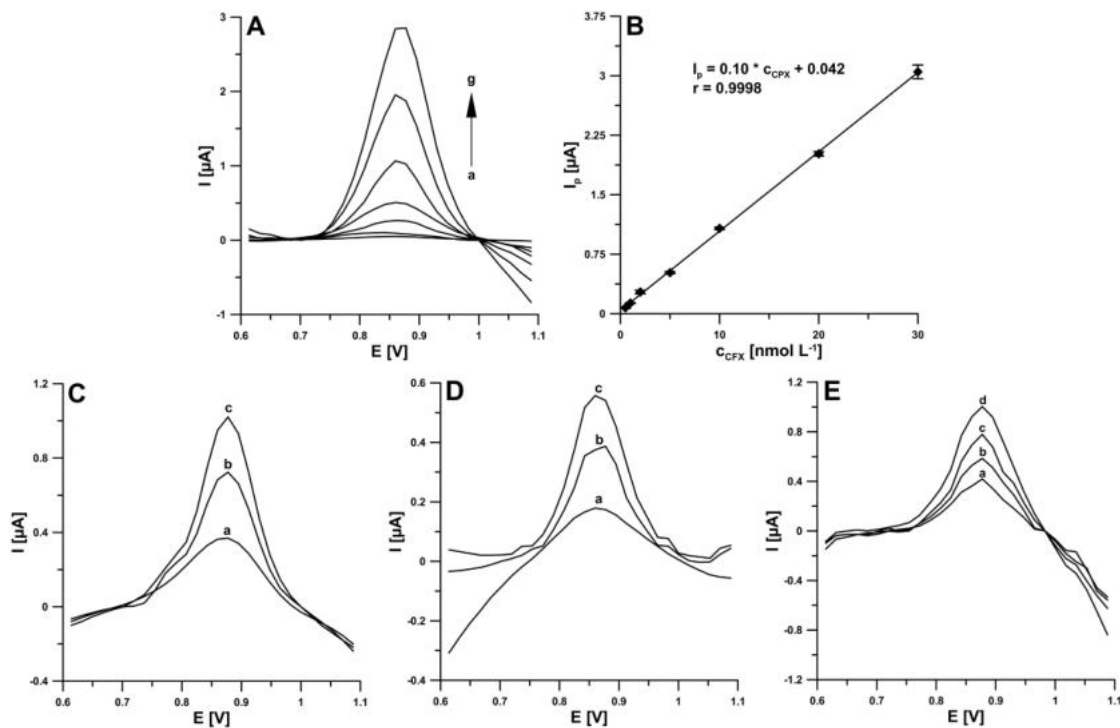 A
3
2
1
0
-1
I [µA]
g
a
0.6 0.7 0.8 0.9 1 1.1
E [V]
B
3.75
3
2.25
1.5
0.75
0
Ip [µA]
Ip = 0.10 * cCPX + 0.042
r = 0.9998
0 10 20 30
cCFX [nmol L-1]
C
1.2
0.8
0.4
0
-0.4
I [µA]
c
b
a
0.6 0.7 0.8 0.9 1 1.1
E [V]
D
0.6
0.4
0.2
0
-0.2
-0.4
I [µA]
c
b
a
0.6 0.7 0.8 0.9 1 1.1
E [V]
E
1.2
0.8
0.4
0
-0.4
-0.8
-1.2
I [µA]
d
c
b
a
0.6 0.7 0.8 0.9 1 1.1
E [V]